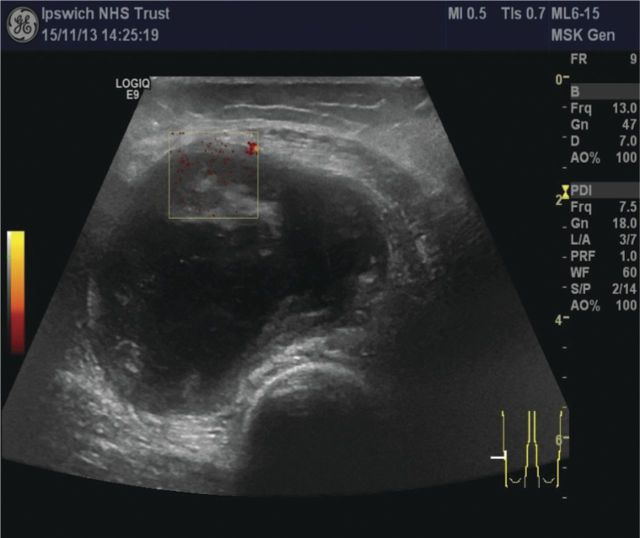 GE
Ipswich NHS Trust
15/11/13 14:25:19
MI 0.5 TIs 0.7 ML6-15
MSK Gen
LOGIQ
E9
FR 9
B
Frq 13.0
Gn 47
D 7.0
AO% 100
PDI
Frq 7.5
Gn 18.0
L/A 3/7
PRF 1.0
WF 60
S/P 2/14
AO% 100
0
2
4
6